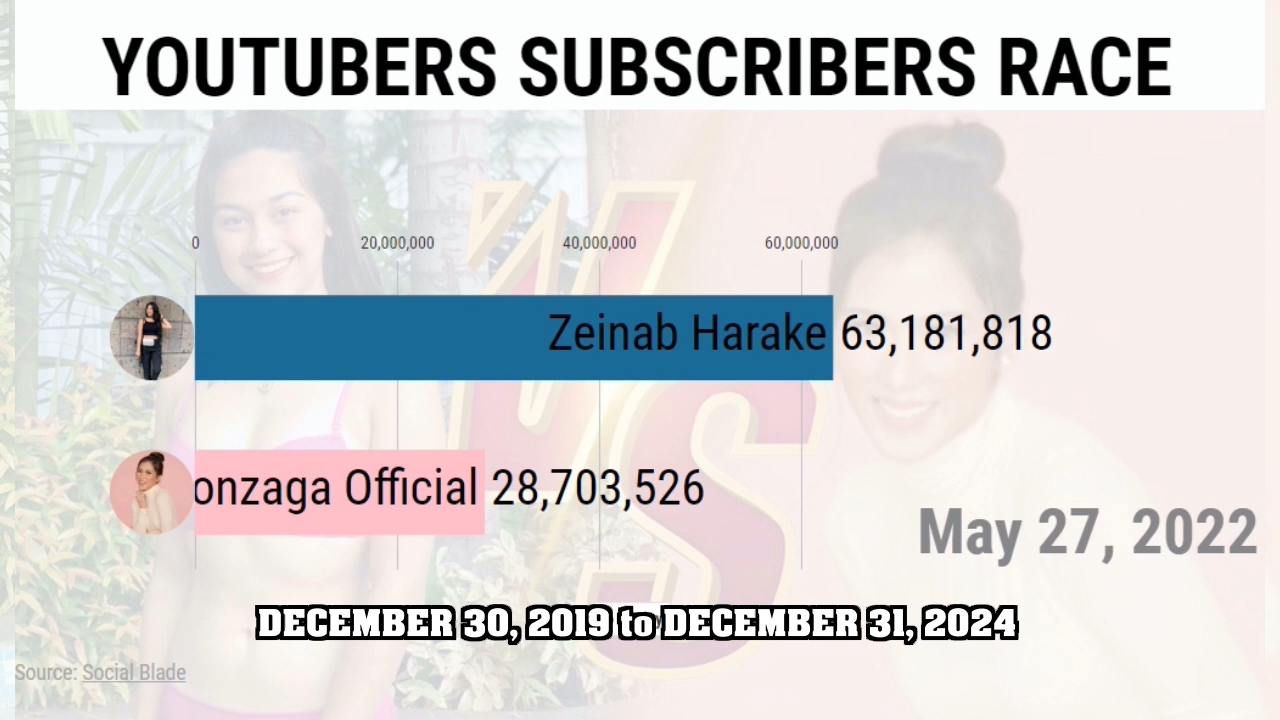 YOUTUBERS SUBSCRIBERS RACE
0 20,000,000 40,000,000 60,000,000
Zeinab Harake 63,181,818
onzaga Official 28,703,526
May 27, 2022
DECEMBER 30, 2019 to DECEMBER 31, 2024
Source: Social Blade
VS